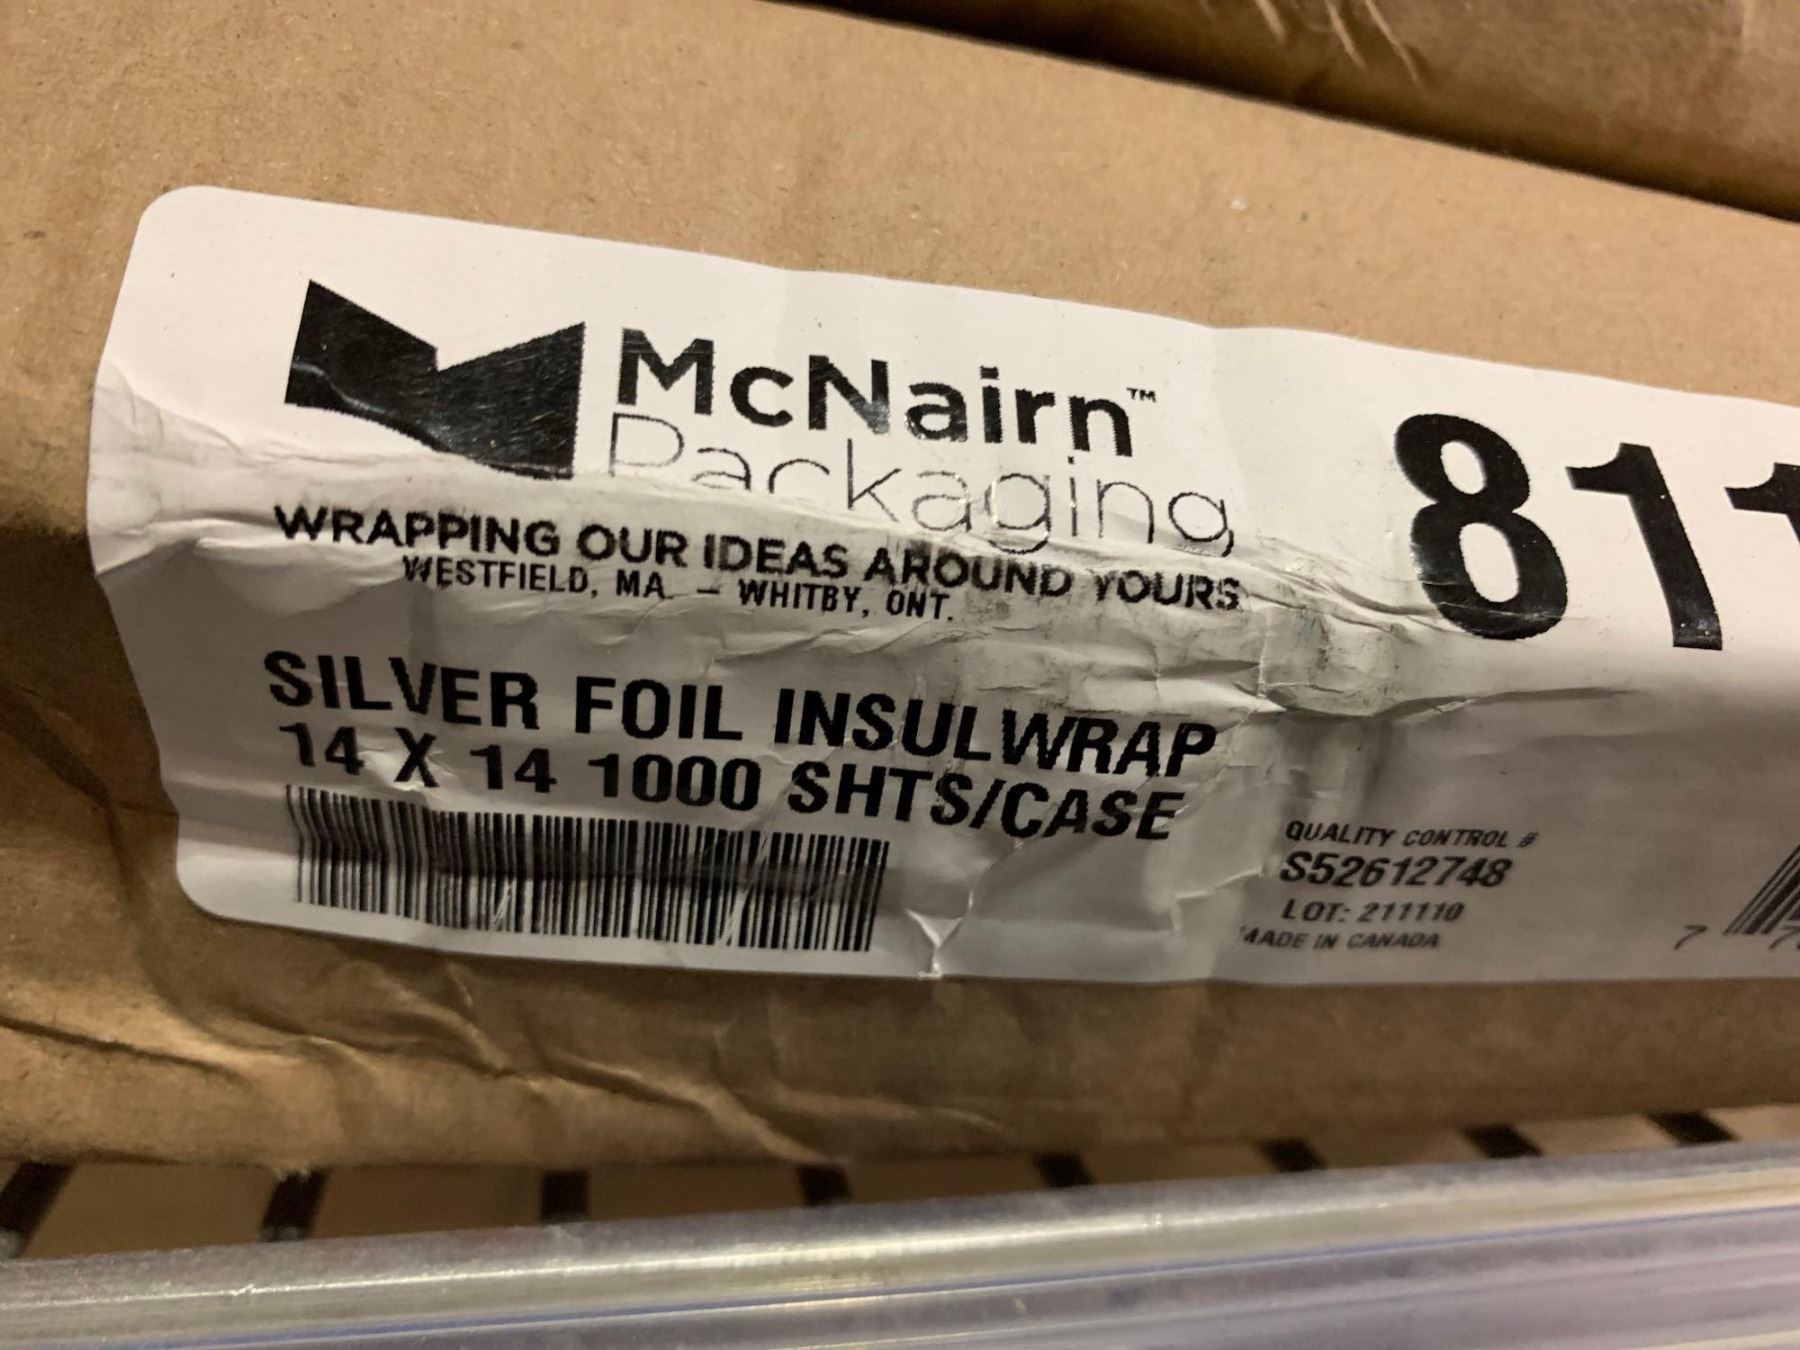 McNairn™
Packaging
WRAPPING OUR IDEAS AROUND YOURS
WESTFIELD, MA. – WHITBY, ONT.
811
SILVER FOIL INSULWRAP
14 X 14 1000 SHTS/CASE
QUALITY CONTROL #
S52612748
LOT: 211110
MADE IN CANADA
7